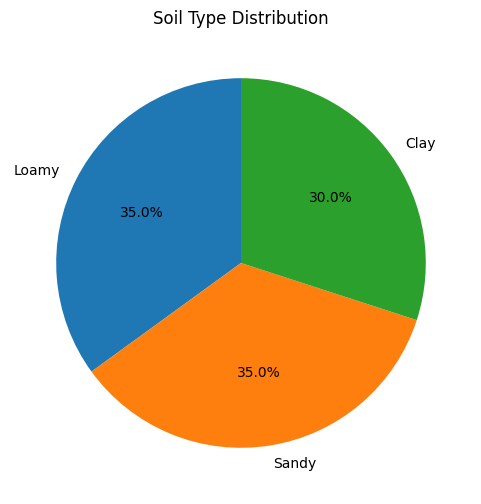 Soil Type Distribution
Clay
Loamy
30.0%
35.0%
35.0%
Sandy